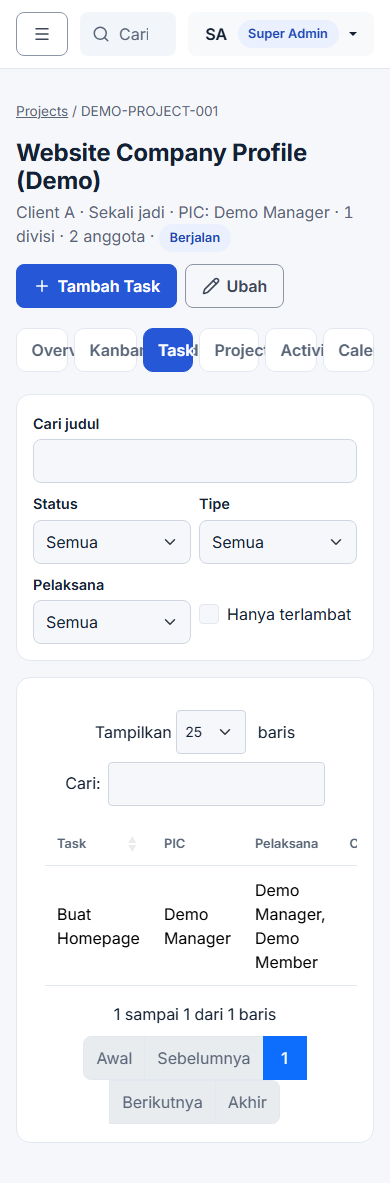 Cari
SA Super Admin
Projects / DEMO-PROJECT-001
Website Company Profile
(Demo)
Client A · Sekali jadi · PIC: Demo Manager · 1
divisi · 2 anggota · Berjalan
Tambah Task
Ubah
Overv Kanban Task Project Activi Cale
Cari judul
Status Tipe
Semua Semua
Pelaksana
Semua Hanya terlambat
Tampilkan 25 baris
Cari:
Task PIC Pelaksana
Buat Homepage
Demo Manager
Demo Manager, Demo Member
1 sampai 1 dari 1 baris
Awal Sebelumnya 1
Berikutnya Akhir